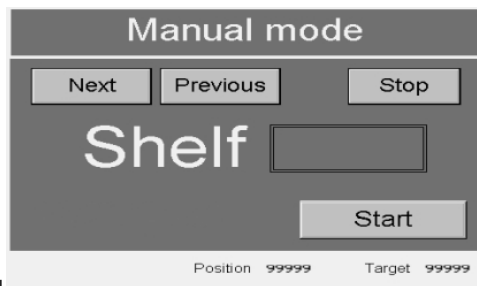 Manual mode
Next Previous Stop
Shelf
Start
Position 99999 Target 99999